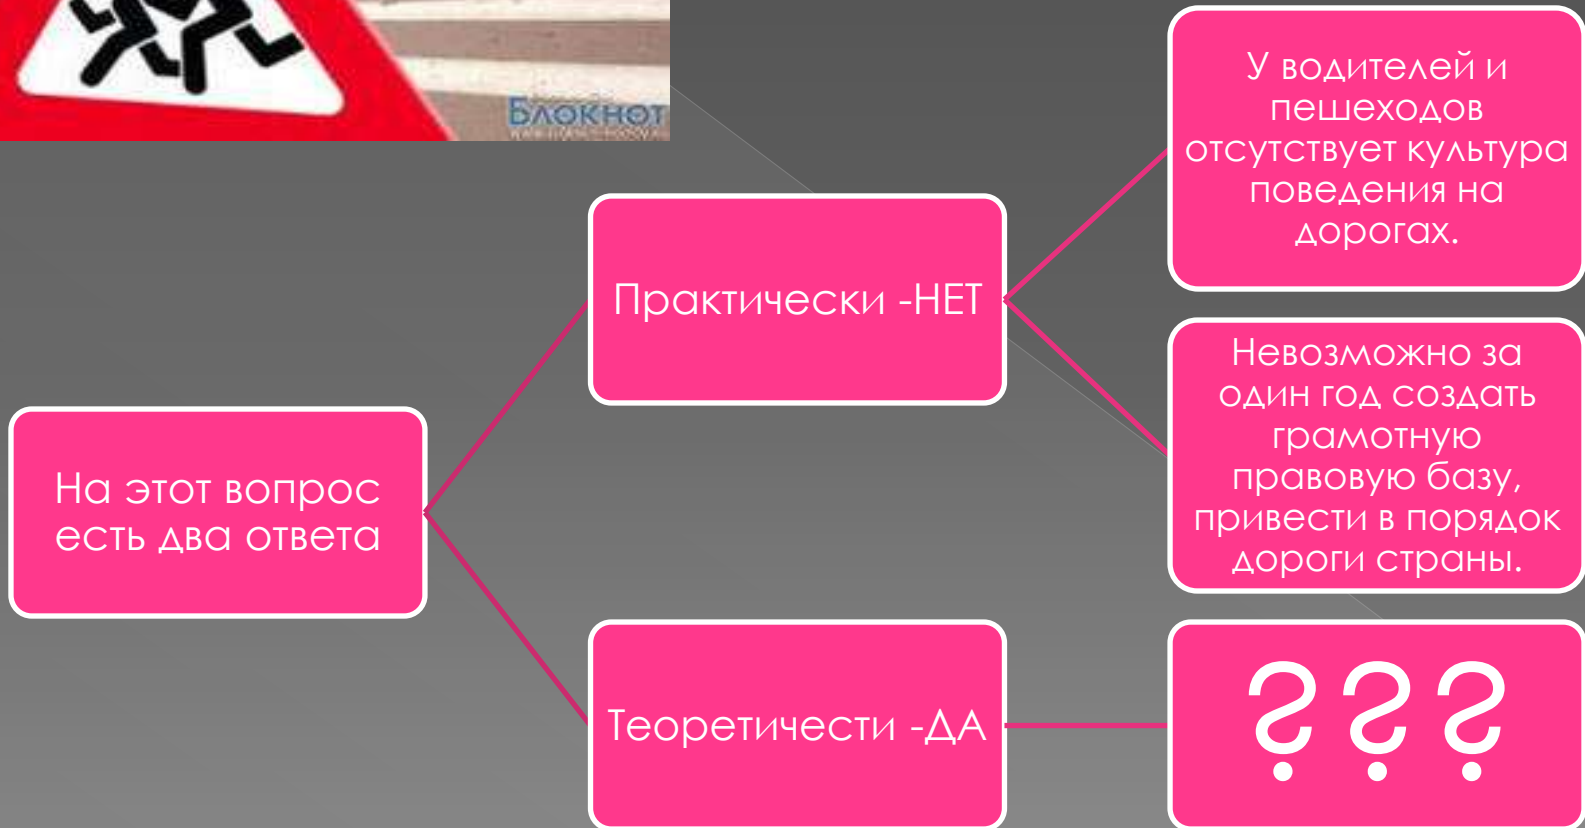 Блокнот
У водителей и
пешеходов
отсутствует культура
поведения на
дорогах.
Практически -НЕТ
Невозможно за
один год создать
грамотную
правовую базу,
привести в порядок
дороги страны.
На этот вопрос
есть два ответа
Теоретичести -ДА
???